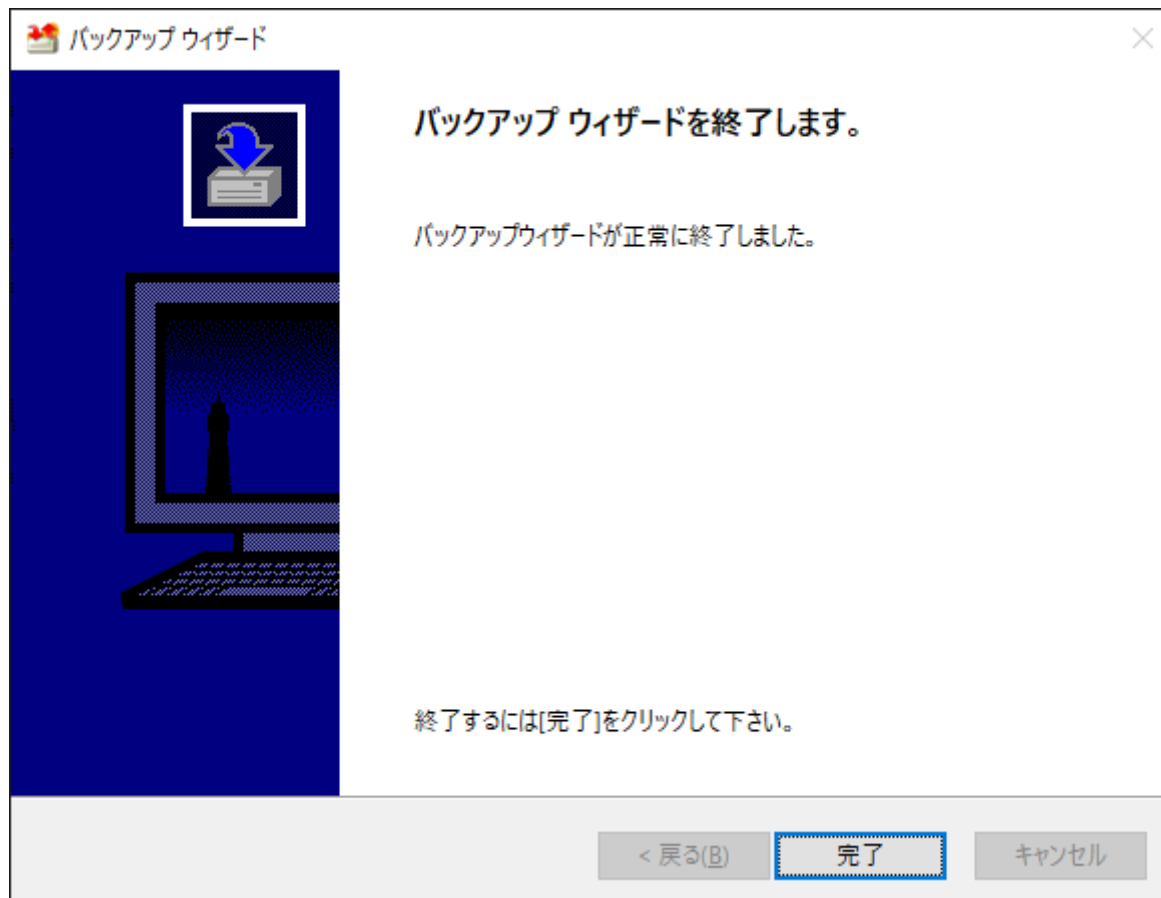 バックアップ ウィザード
バックアップ ウィザードを終了します。
バックアップウィザードが正常に終了しました。
終了するには[完了]をクリックして下さい。
< 戻る(B)
完了
キャンセル